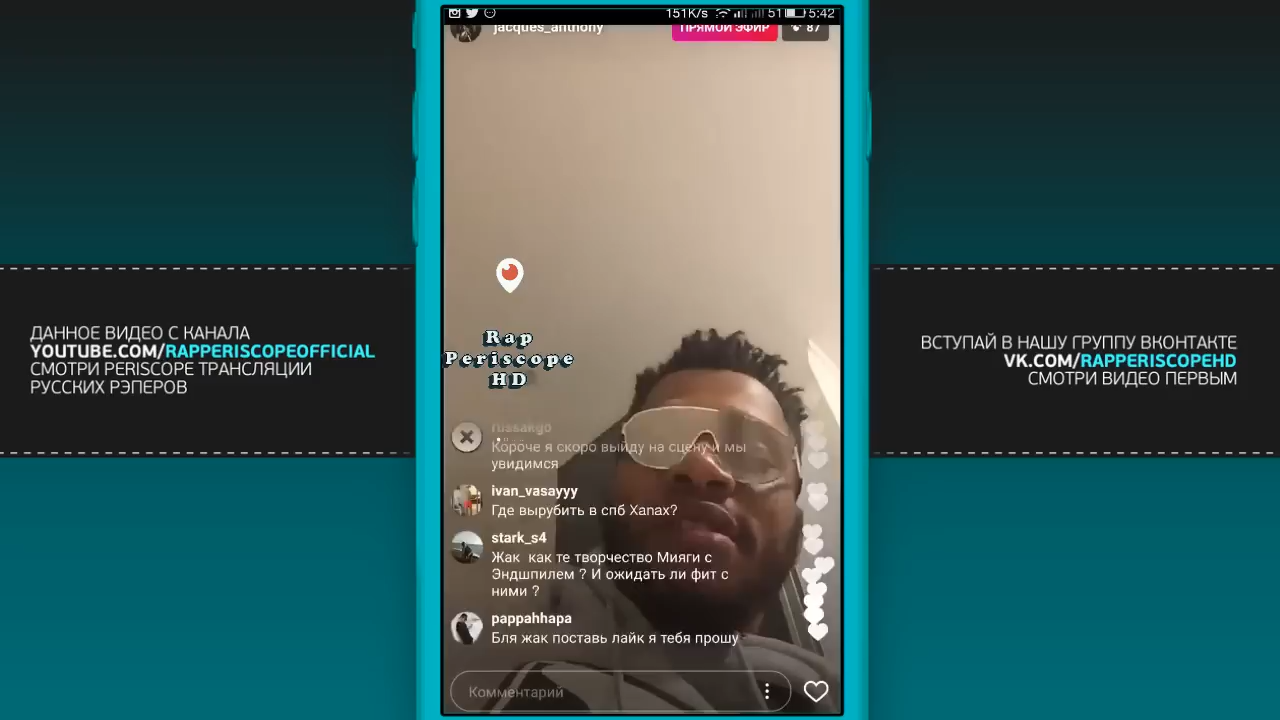 151K/s 51 5:42
jacques_anthony
ПРЯМОЙ ЭФИР
87
ДАННОЕ ВИДЕО С КАНАЛА
YOUTUBE.COM/RAPPERISCOPEOFFICIAL
СМОТРИ PERISCOPE ТРАНСЛЯЦИИ
РУССКИХ РЭПЕРОВ
ВСТУПАЙ В НАШУ ГРУППУ ВКОНТАКТЕ
VK.COM/RAPPERISCOPEHD
СМОТРИ ВИДЕО ПЕРВЫМ
Rap
Periscope
HD
Короче я скоро выйду на сцену и мы
увидимся
ivan_vasayyy
Где вырубить в спб Xanax?
stark_s4
Жак как те творчество Мияги с
Эндшпилем ? И ожидать ли фит с
ними ?
pappahhapa
Бля жак поставь лайк я тебя прошу
Комментарий